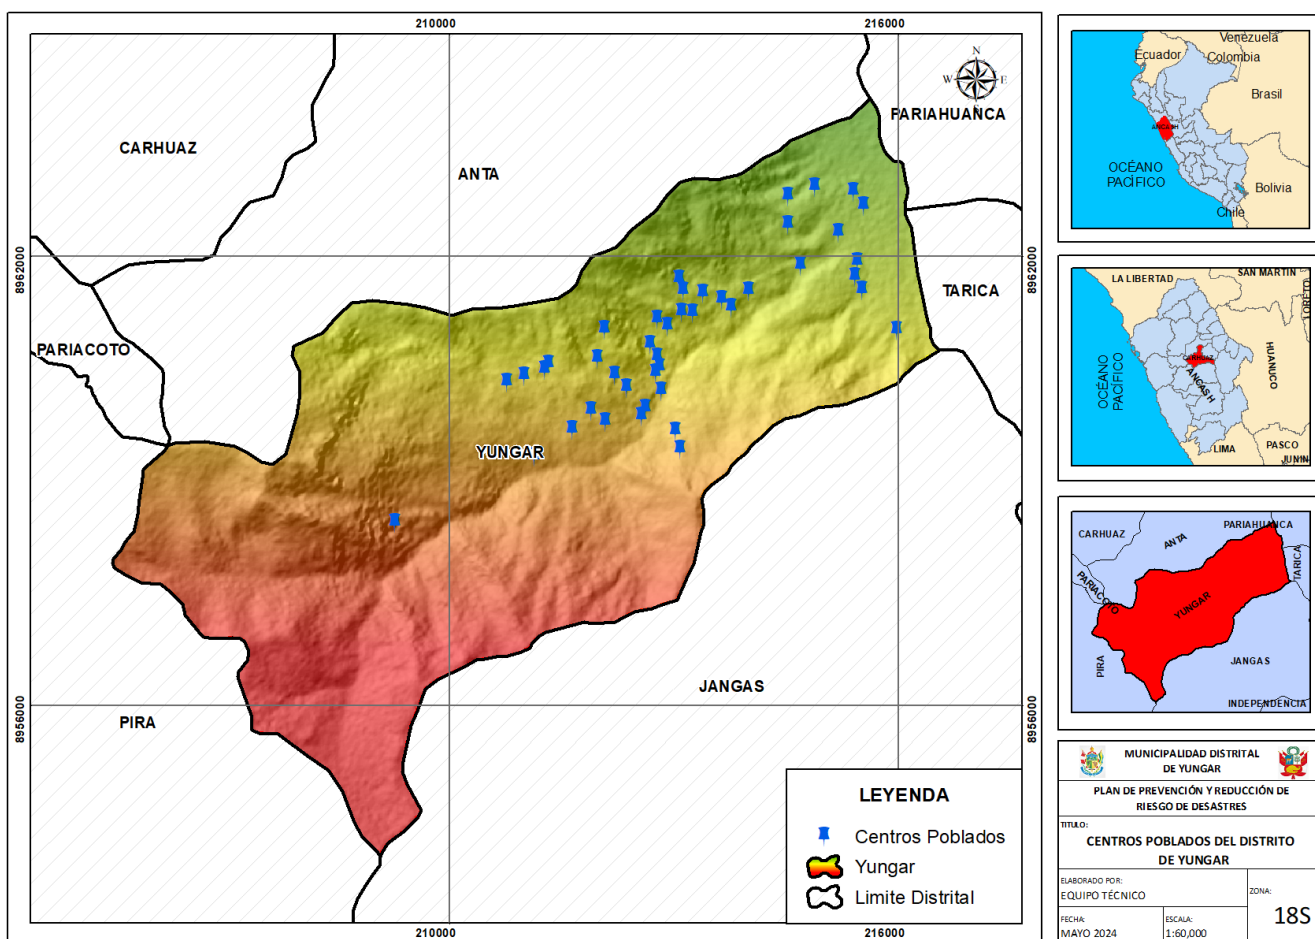 210000
216000
N
W
E
S
CARHUAZ
ANTA
PARIAHUANCA
8962000
8962000
TARICA
PARIACOTO
YUNGAR
JANGAS
PIRA
8956000
8956000
LEYENDA
Centros Poblados
Yungar
Limite Distrital
210000
216000
Venezuela
Ecuador
Colombia
Brasil
ANCASH
OCÉANO
PACÍFICO
Bolivia
Chile
LA LIBERTAD
SAN MARTIN
LORETO
CARHUAZ
HUANUCO
OCÉANO
PACÍFICO
ANCASH
LIMA
PASCO
JUNIN
CARHUAZ
ANTA
PARIAHUANCA
TARICA
PARIACOTO
YUNGAR
PIRA
JANGAS
INDEPENDENCIA
MUNICIPALIDAD DISTRITAL
DE YUNGAR
PLAN DE PREVENCIÓN Y REDUCCIÓN DE
RIESGO DE DESASTRES
TITULO:
CENTROS POBLADOS DEL DISTRITO
DE YUNGAR
ELABORADO POR:
EQUIPO TÉCNICO
ZONA:
18S
FECHA:
MAYO 2024
ESCALA:
1:60,000